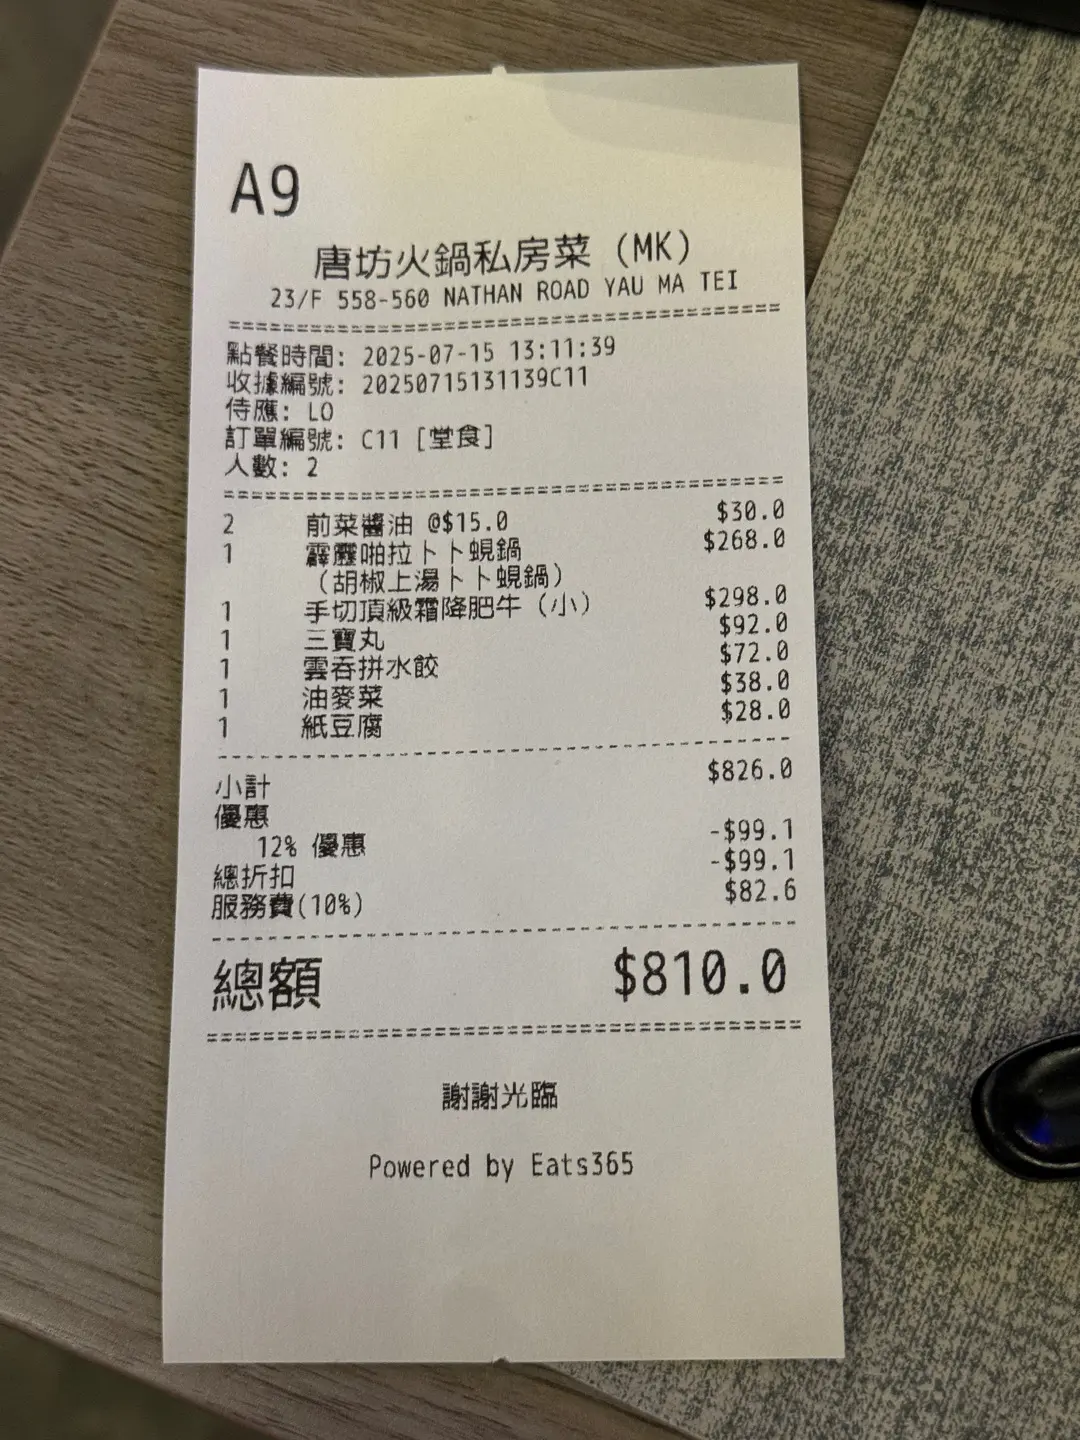 A9
唐坊火鍋私房菜 (MK)
23/F 558-560 NATHAN ROAD YAU MA TEI
點餐時間: 2025-07-15 13:11:39
收據編號: 20250715131139C11
侍應: LO
訂單編號: C11 [堂食]
人數: 2
2 前菜醬油 @$15.0 $30.0
1 霹靂啪拉卜卜蜆鍋 $268.0
（胡椒上湯卜卜蜆鍋）
1 手切頂級霜降肥牛（小） $298.0
1 三寶丸 $92.0
1 雲吞拼水餃 $72.0
1 油麥菜 $38.0
1 紙豆腐 $28.0
小計 $826.0
優惠
12% 優惠 -$99.1
總折扣 -$99.1
服務費(10%) $82.6
總額 $810.0
謝謝光臨
Powered by Eats365